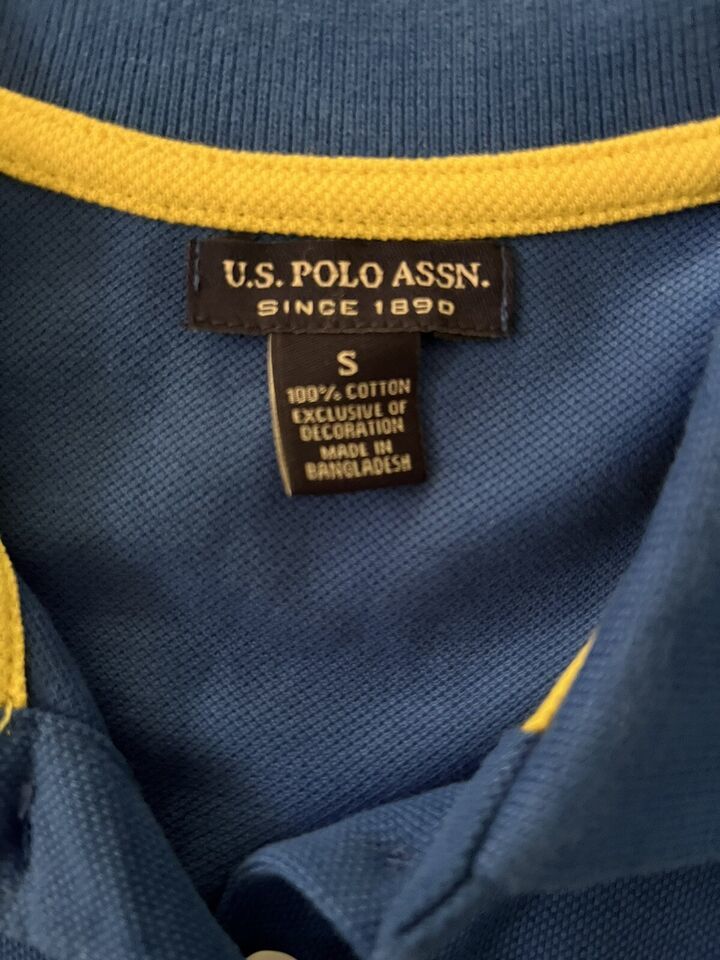 U.S. POLO ASSN.
SINCE 1890
S
100% COTTON
EXCLUSIVE OF
DECORATION
MADE IN
BANGLADESH